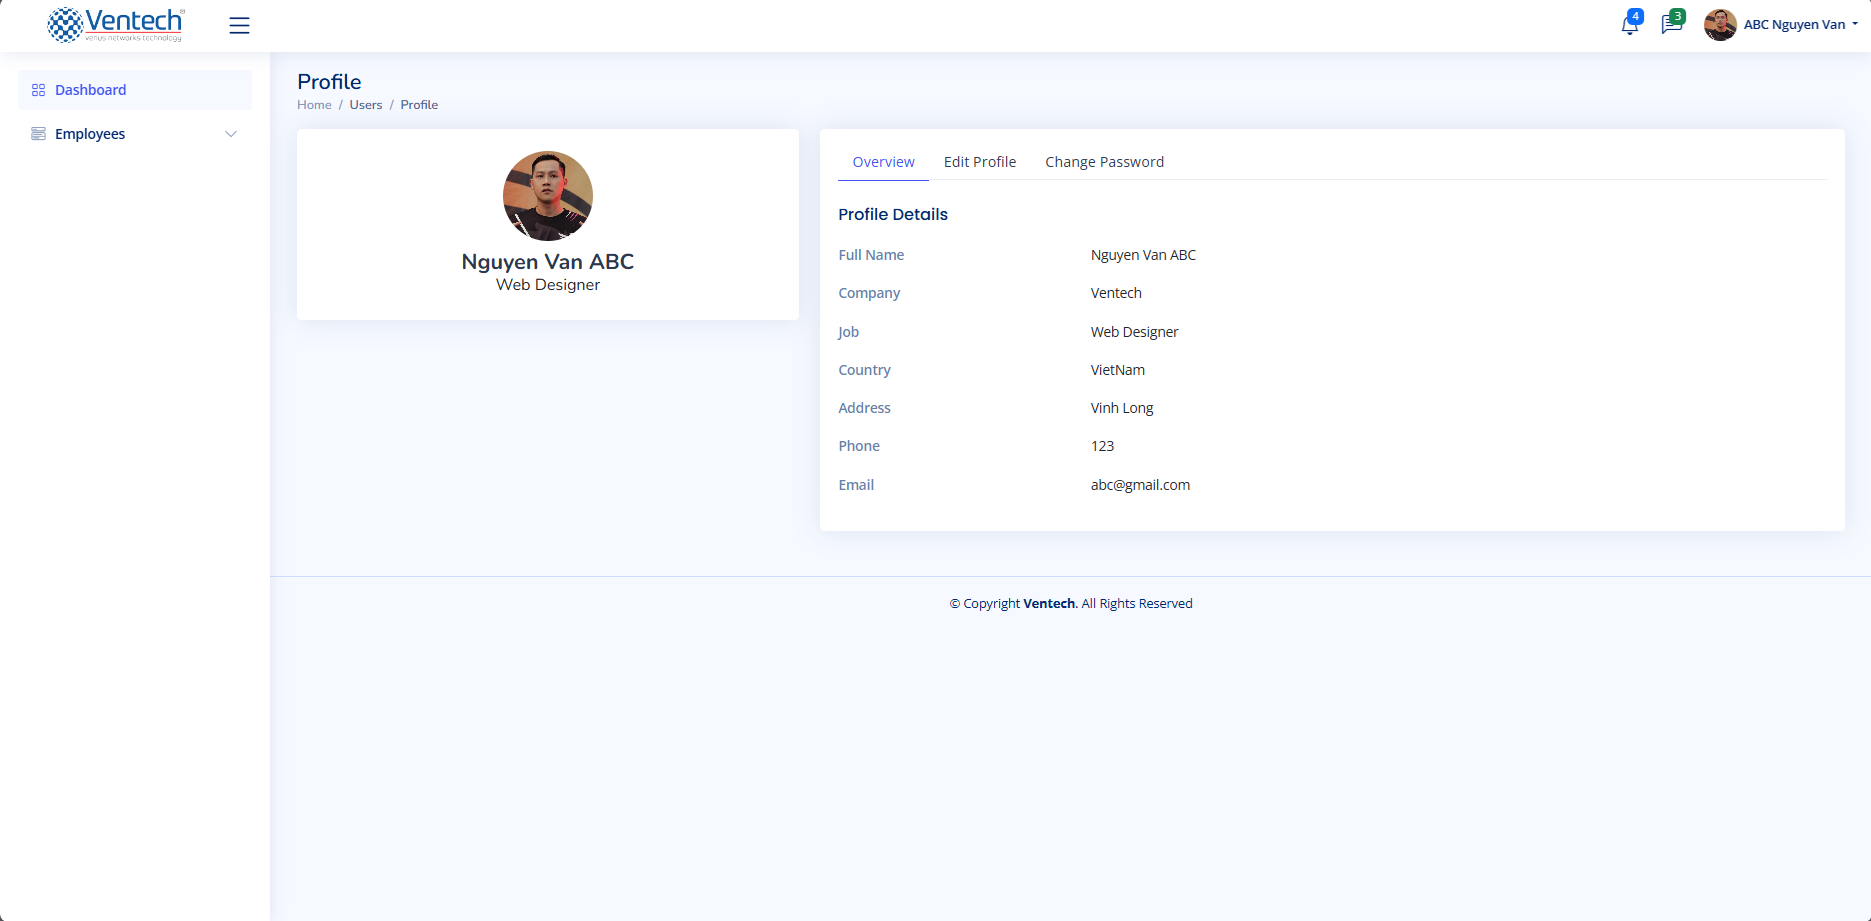 Ventech
venus networks technology
4
3
ABC Nguyen Van
Dashboard
Employees
Profile
Home / Users / Profile
Nguyen Van ABC
Web Designer
Overview Edit Profile Change Password
Profile Details
Full Name Nguyen Van ABC
Company Ventech
Job Web Designer
Country VietNam
Address Vinh Long
Phone 123
Email abc@gmail.com
© Copyright Ventech. All Rights Reserved